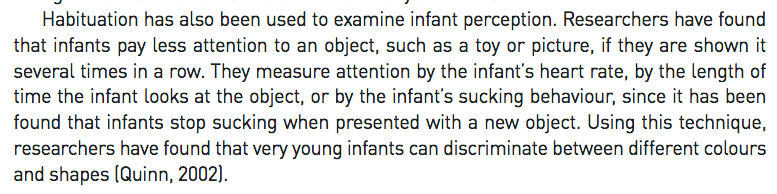 Habituation has also been used to examine infant perception. Researchers have found
that infants pay less attention to an object, such as a toy or picture, if they are shown it
several times in a row. They measure attention by the infant's heart rate, by the length of
time the infant looks at the object, or by the infant's sucking behaviour, since it has been
found that infants stop sucking when presented with a new object. Using this technique,
researchers have found that very young infants can discriminate between different colours
and shapes (Quinn, 2002).